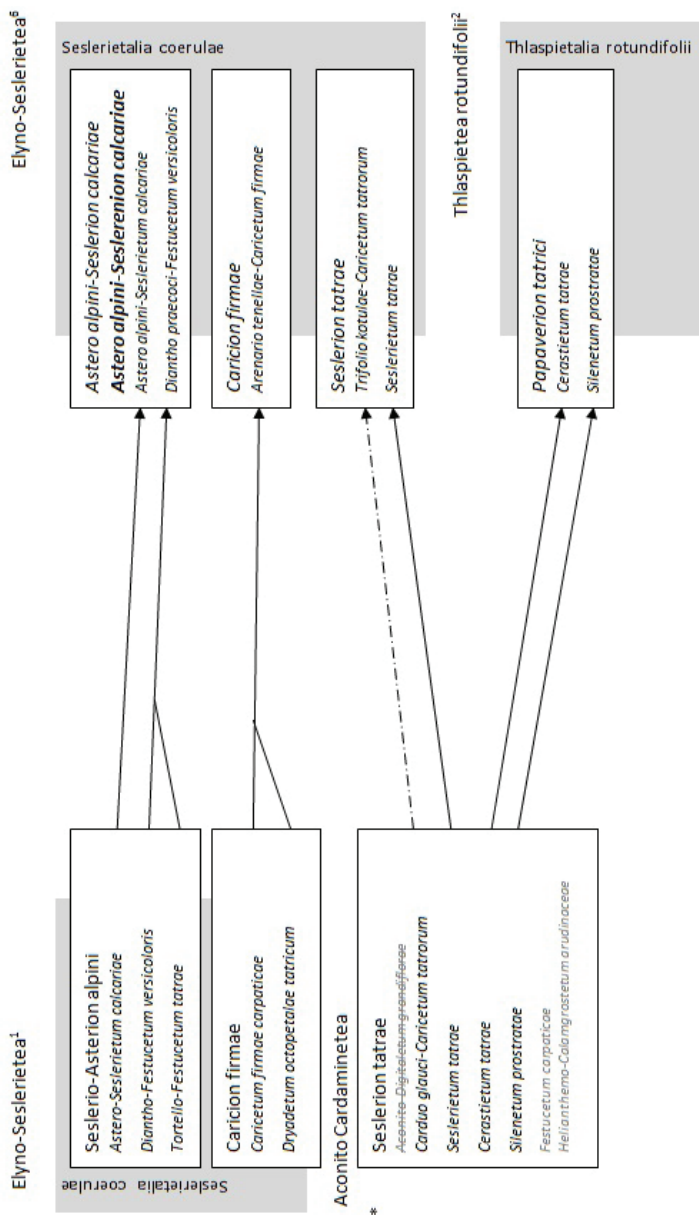 Elyno-Seslerietea¹
Seslerietalia coerulae
Seslerio-Asterion alpini
Astero-Seslerietum calcariae
Diantho-Festucetum versicoloris
Tortello-Festucetum tatrae
Caricion firmae
Caricetum firmae carpaticae
Dryadetum octopetalae tatricum
Aconito Cardaminetea
*
Seslerion tatrae
Aconito-Digitaletum grandiflorae
Carduo glauci-Caricetum tatrorum
Seslerietum tatrae
Cerastietum tatrae
Silenetum prostratae
Festucetum carpaticae
Helianthemo-Calamgrostetum arudinaceae
Elyno-Seslerietea⁶
Seslerietalia coerulae
Astero alpini-Seslerion calcariae
Astero alpini-Seslerenion calcariae
Astero alpini-Seslerietum calcariae
Diantho praecoci-Festucetum versicoloris
Caricion firmae
Arenario tenellae-Caricetum firmae
Seslerion tatrae
Trifolio kotulae-Caricetum tatrorum
Seslerietum tatrae
Thlaspietea rotundifolii²
Thlaspietalia rotundifolii
Papaverion tatrici
Cerastietum tatrae
Silenetum prostratae